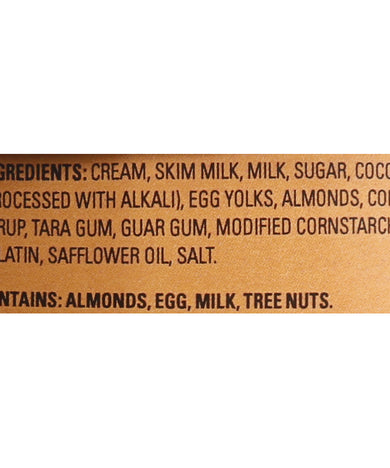 GREDIENTS: CREAM, SKIM MILK, MILK, SUGAR, COCO
ROCESSED WITH ALKALI), EGG YOLKS, ALMONDS, COR
RUP, TARA GUM, GUAR GUM, MODIFIED CORNSTARC
LATIN, SAFFLOWER OIL, SALT.
NTAINS: ALMONDS, EGG, MILK, TREE NUTS.